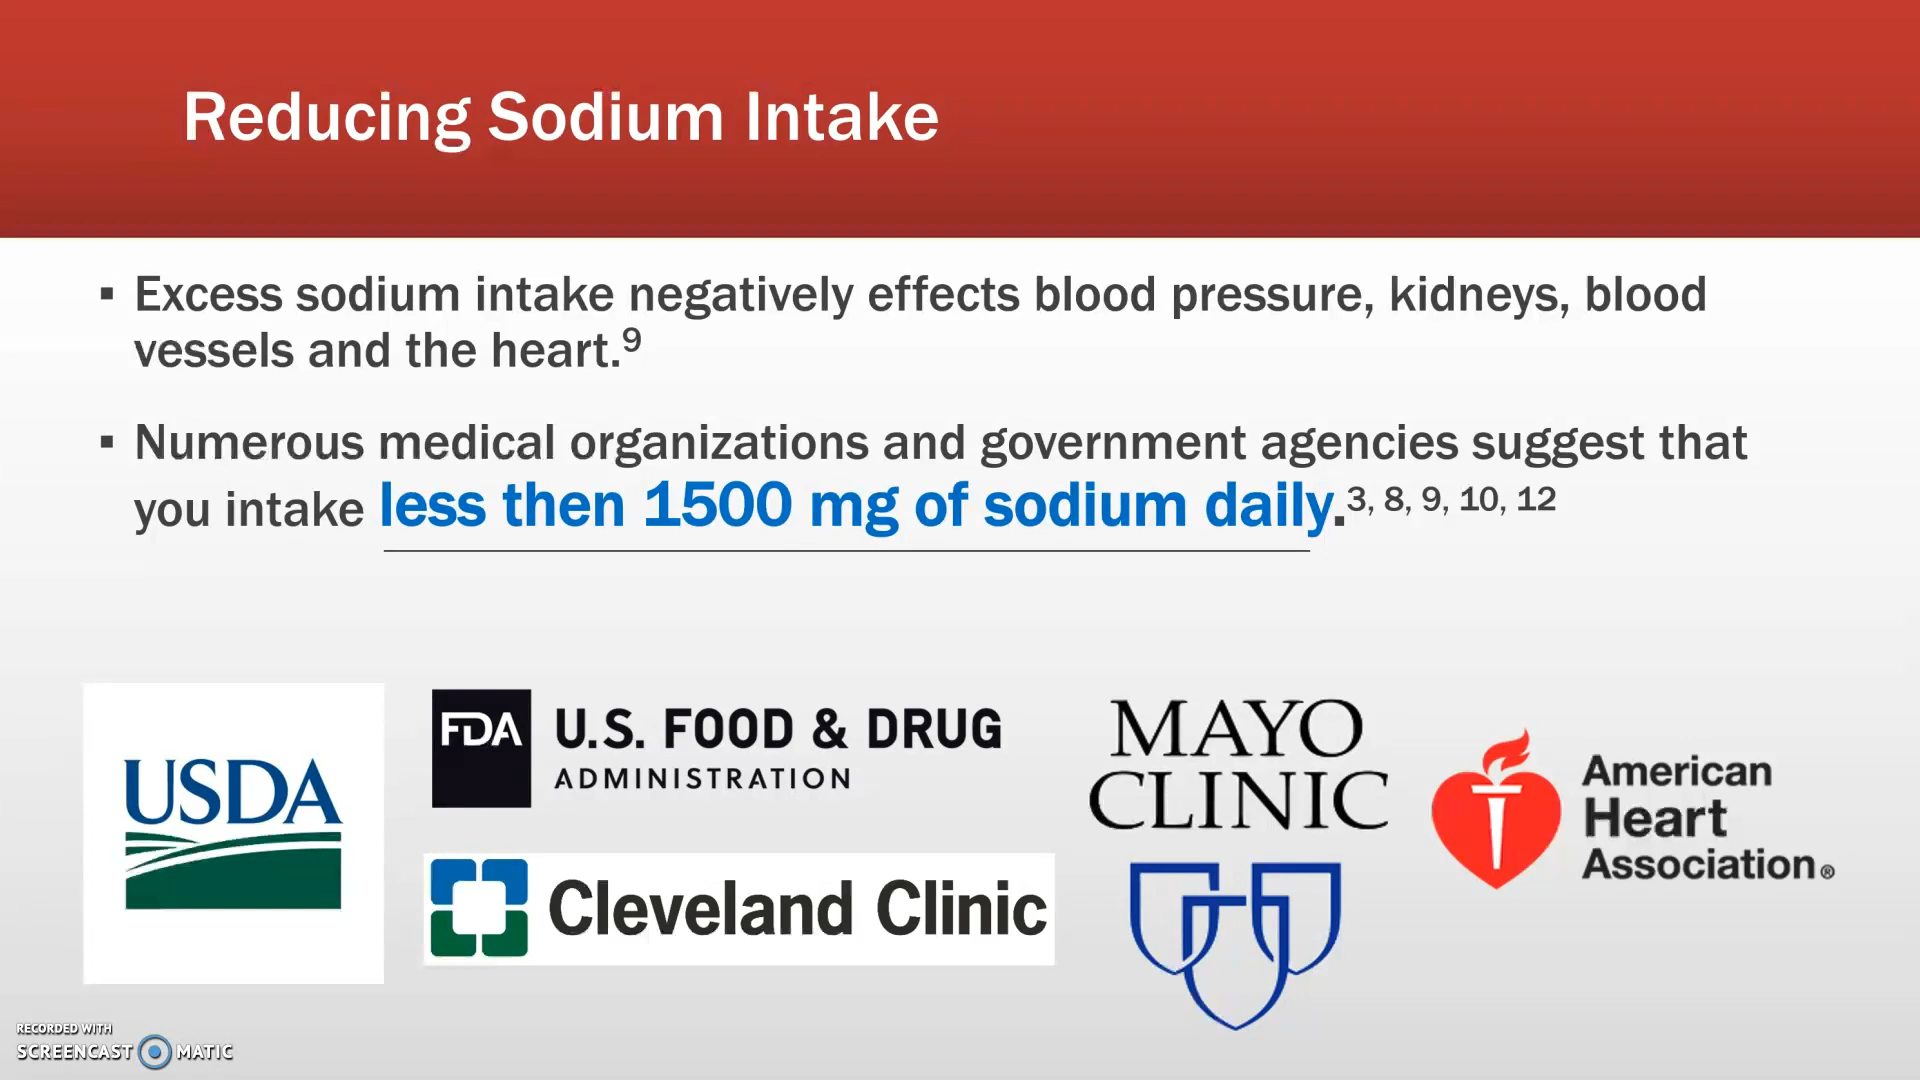 Reducing Sodium Intake
▪ Excess sodium intake negatively effects blood pressure, kidneys, blood
vessels and the heart.9
▪ Numerous medical organizations and government agencies suggest that
you intake less then 1500 mg of sodium daily.3, 8, 9, 10, 12
USDA
FDA U.S. FOOD & DRUG
ADMINISTRATION
Cleveland Clinic
MAYO
CLINIC
American
Heart
Association®
RECORDED WITH
SCREENCAST MATIC